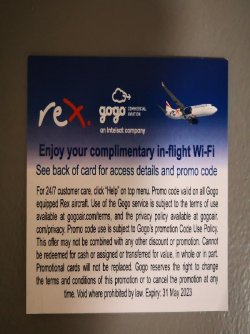 rex.
gogo COMMERCIAL AVIATION
an Intelsat company
Enjoy your complimentary in-flight Wi-Fi
See back of card for access details and promo code
For 24/7 customer care, click "Help" on top menu. Promo code valid on all Gogo
equipped Rex aircraft. Use of the Gogo service is subject to the terms of use
available at gogoair.com/terms, and the privacy policy available at gogoair.
com/privacy. Promo code use is subject to Gogo's promotion Code Use Policy.
This offer may not be combined with any other discount or promotion. Cannot
be redeemed for cash or assigned or transferred for value, in whole or in part.
Promotional cards will not be replaced. Gogo reserves the right to change
the terms and conditions of this promotion or to cancel the promotion at any
time. Void where prohibited by law. Expiry: 31 May 2023